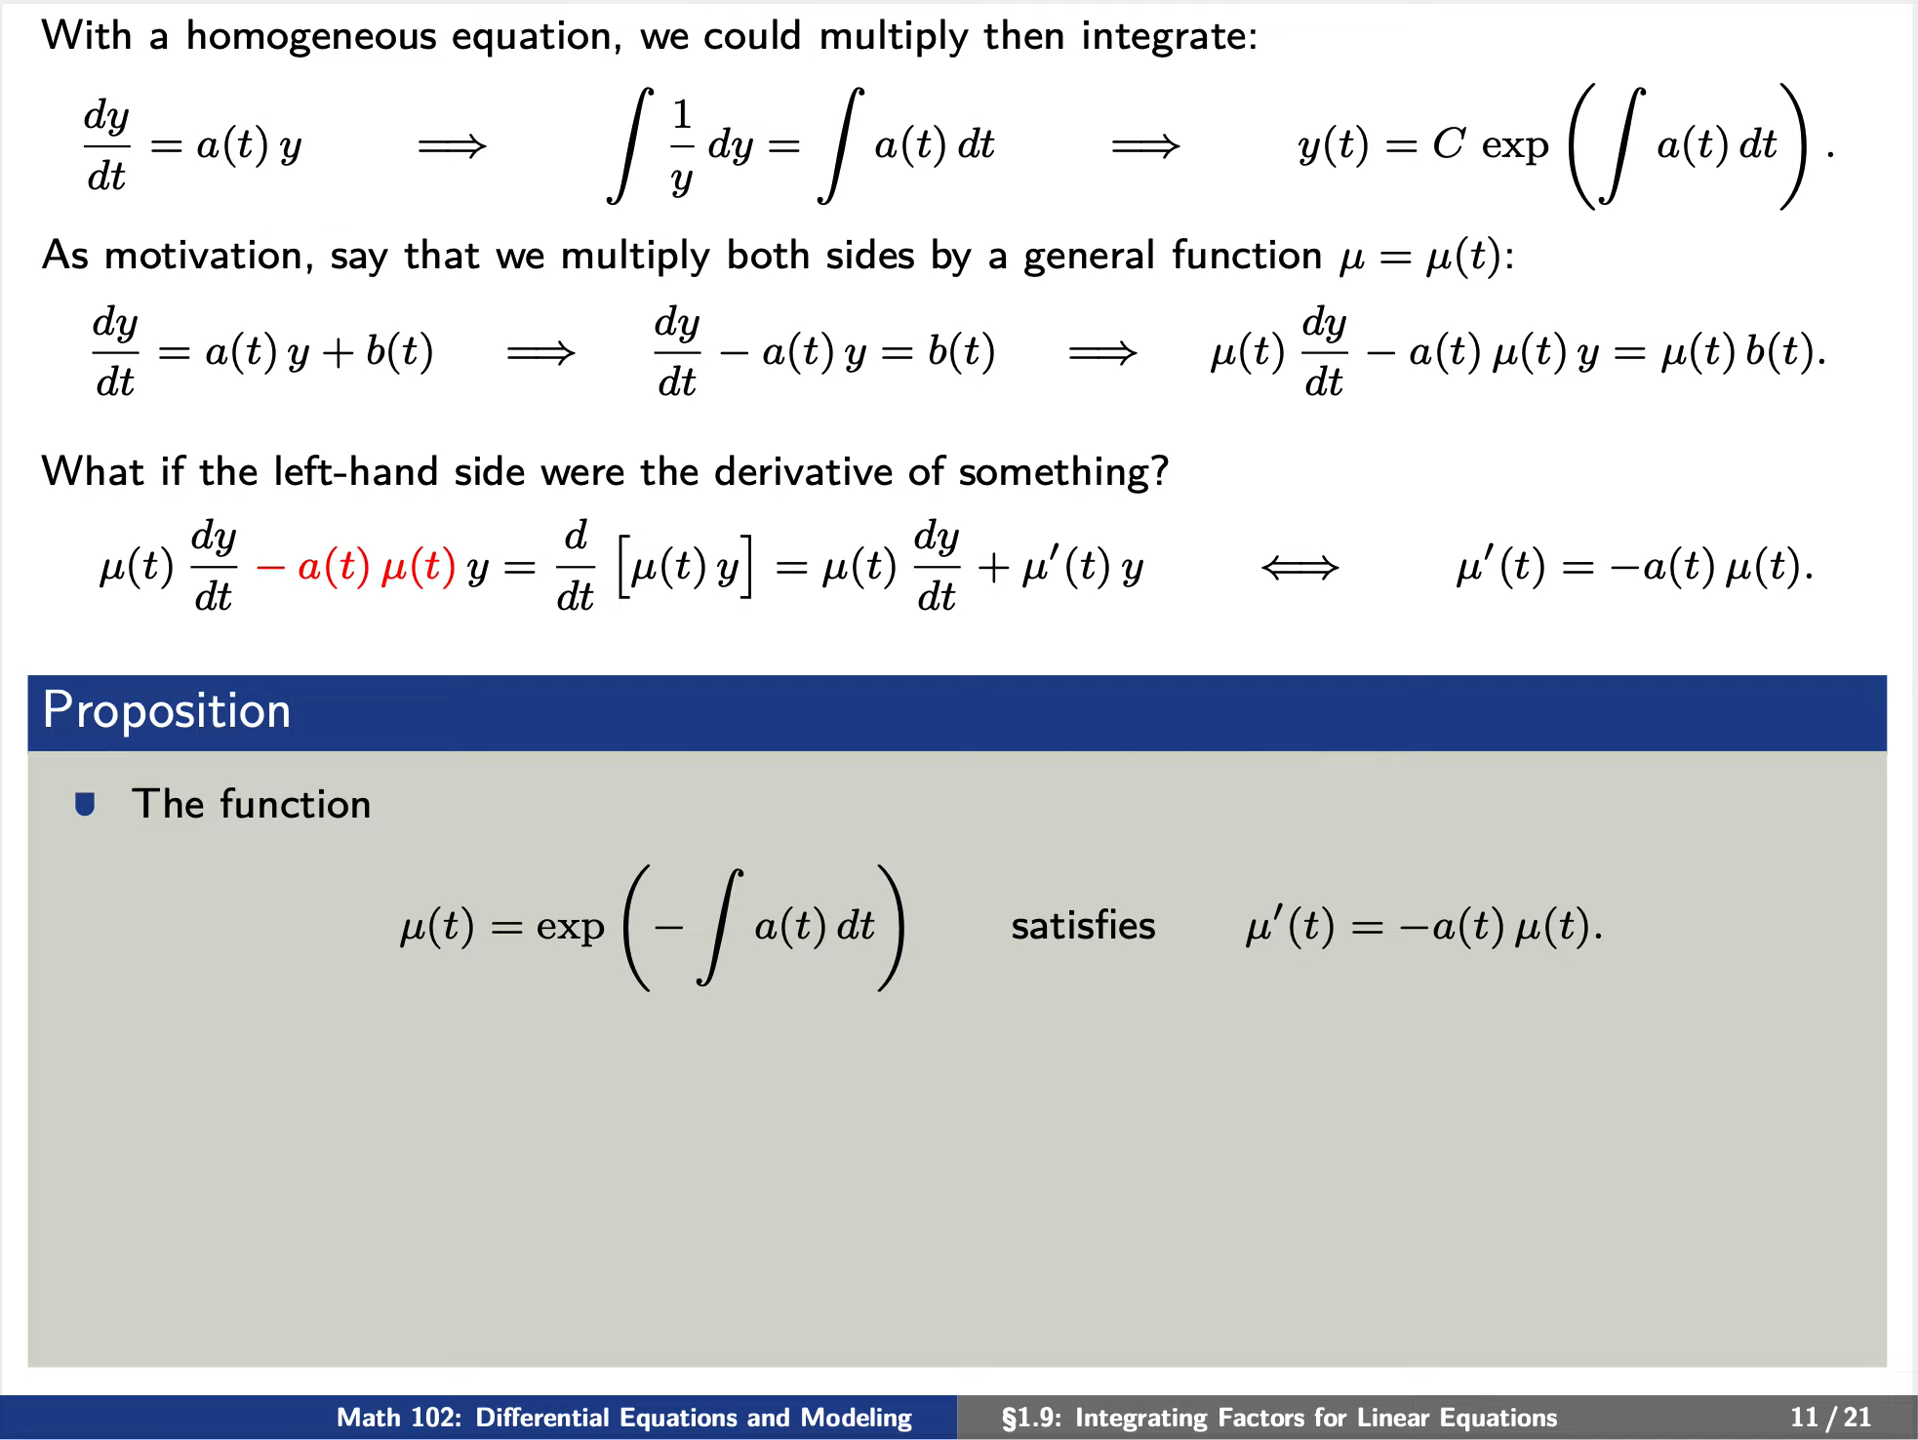 With a homogeneous equation, we could multiply then integrate:
dy/dt = a(t) y ⟹ ∫ 1/y dy = ∫ a(t) dt ⟹ y(t) = C exp(∫ a(t) dt).
As motivation, say that we multiply both sides by a general function μ = μ(t):
dy/dt = a(t) y + b(t) ⟹ dy/dt − a(t) y = b(t) ⟹ μ(t) dy/dt − a(t) μ(t) y = μ(t) b(t).
What if the left-hand side were the derivative of something?
μ(t) dy/dt − a(t) μ(t) y = d/dt [μ(t) y] = μ(t) dy/dt + μ′(t) y ⟺ μ′(t) = −a(t) μ(t).
Proposition
The function
μ(t) = exp(− ∫ a(t) dt) satisfies μ′(t) = −a(t) μ(t).
Math 102: Differential Equations and Modeling §1.9: Integrating Factors for Linear Equations 11 / 21